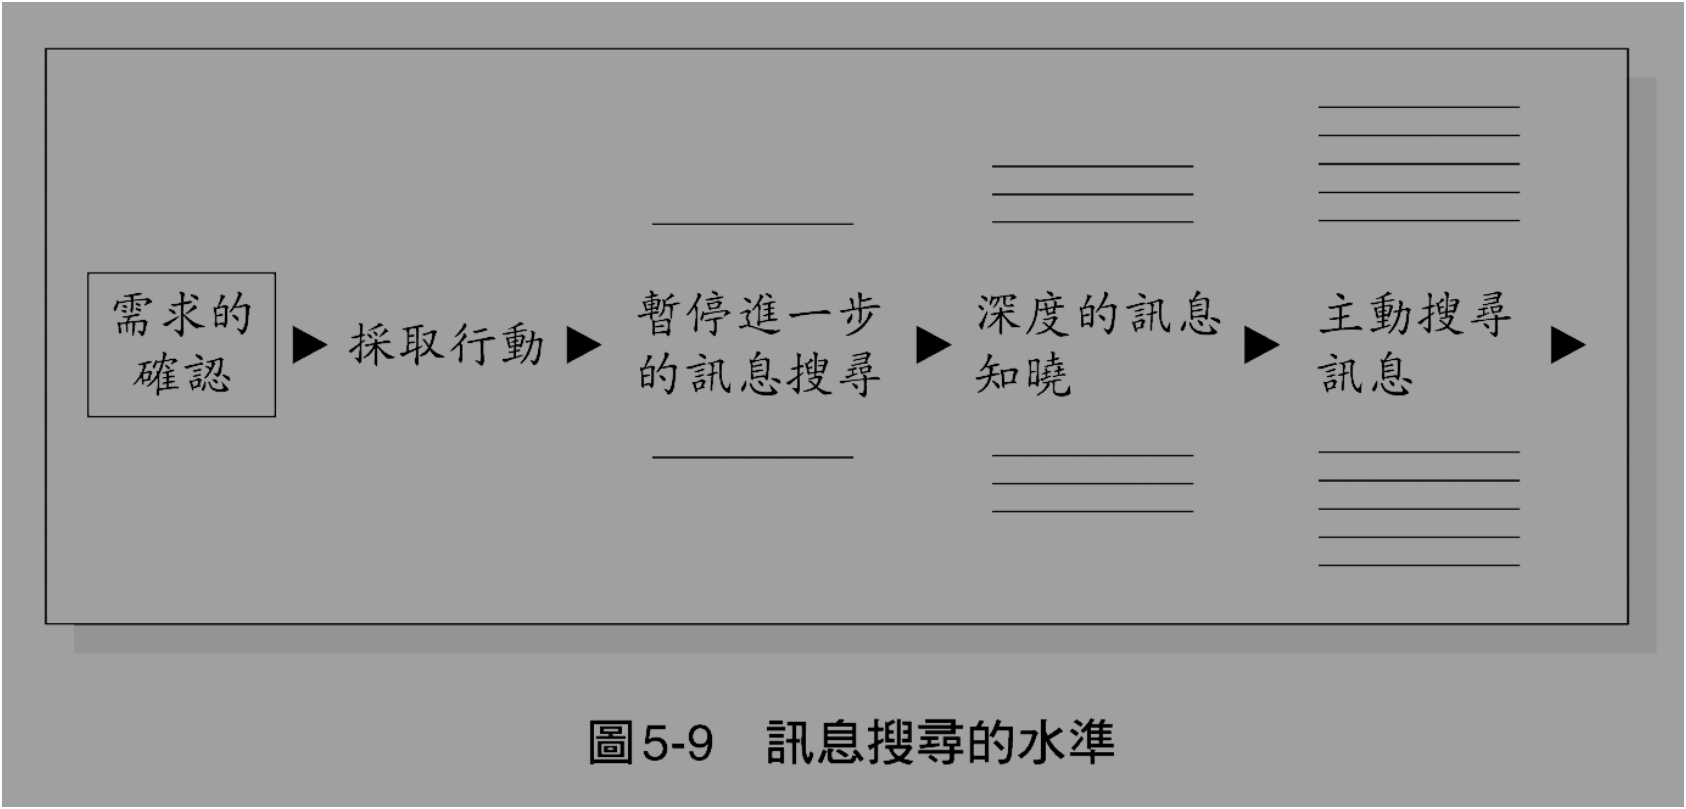 需求的
確認
採取行動
暫停進一步
的訊息搜尋
深度的訊息
知曉
主動搜尋
訊息
圖5-9 訊息搜尋的水準